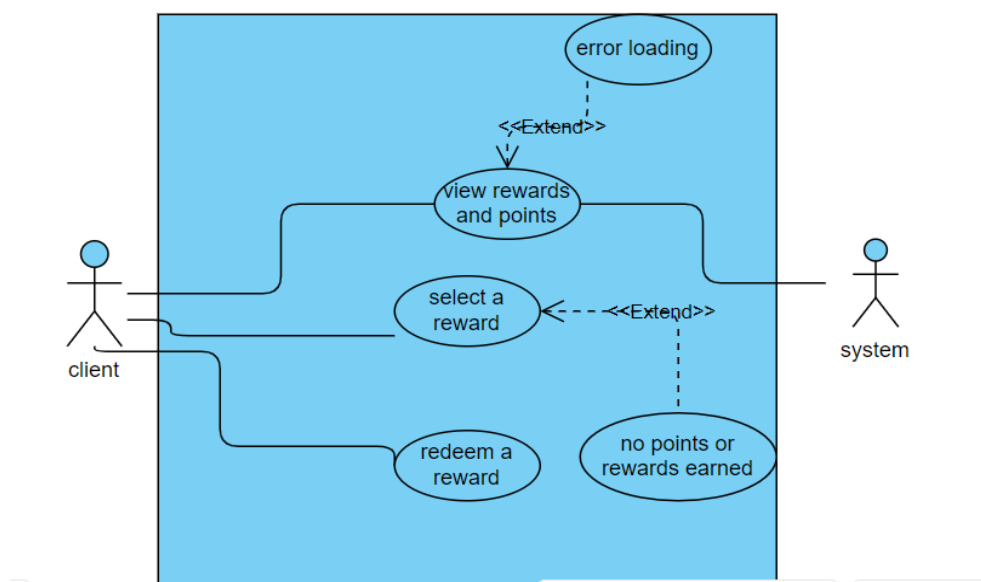 error loading
<<Extend>>
view rewards
and points
select a
reward
<<Extend>>
client
system
redeem a
reward
no points or
rewards earned